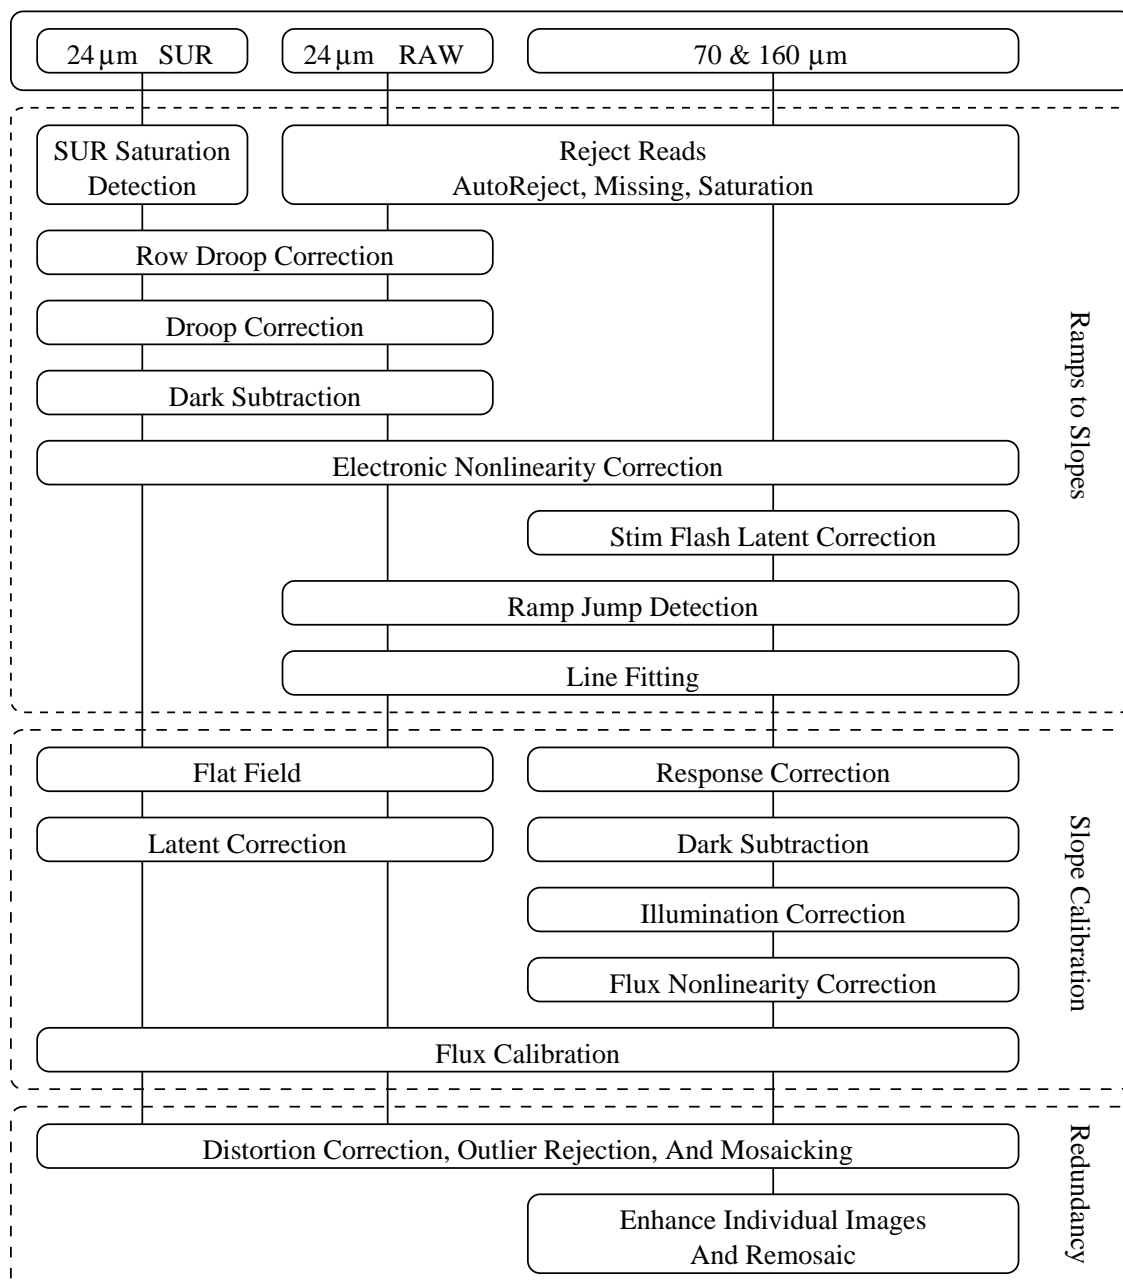 24 µm SUR
24 µm RAW
70 & 160 µm
SUR Saturation
Detection
Reject Reads
AutoReject, Missing, Saturation
Row Droop Correction
Droop Correction
Dark Subtraction
Electronic Nonlinearity Correction
Stim Flash Latent Correction
Ramp Jump Detection
Line Fitting
Ramps to Slopes
Flat Field
Response Correction
Latent Correction
Dark Subtraction
Illumination Correction
Flux Nonlinearity Correction
Flux Calibration
Slope Calibration
Distortion Correction, Outlier Rejection, And Mosaicking
Enhance Individual Images
And Remosaic
Redundancy